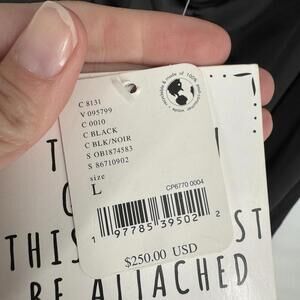 C 8131
V 095799
C 0010
C BLACK
C BLK/NOIR
S OB1874583
S 86710902
size
L
CP6770 0004
1 97785 39502 2
$250.00 USD
THIS ST
BE ATTACHED